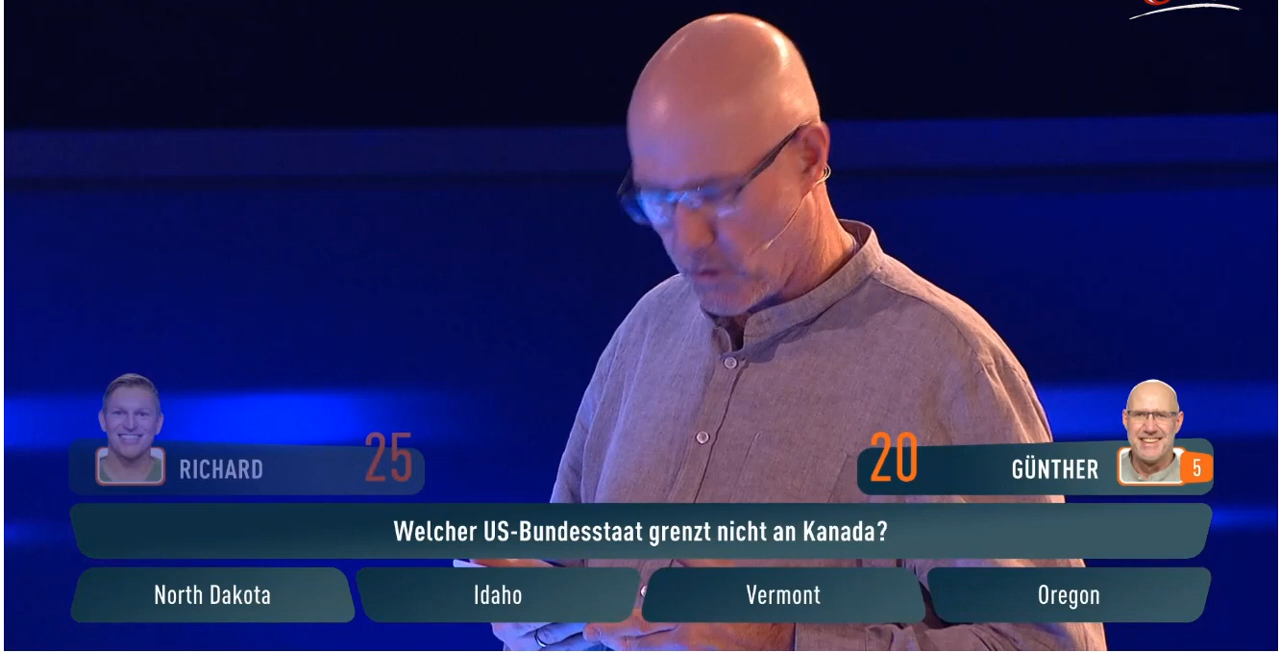 RICHARD 25
20 GÜNTHER 5
Welcher US-Bundesstaat grenzt nicht an Kanada?
North Dakota Idaho Vermont Oregon